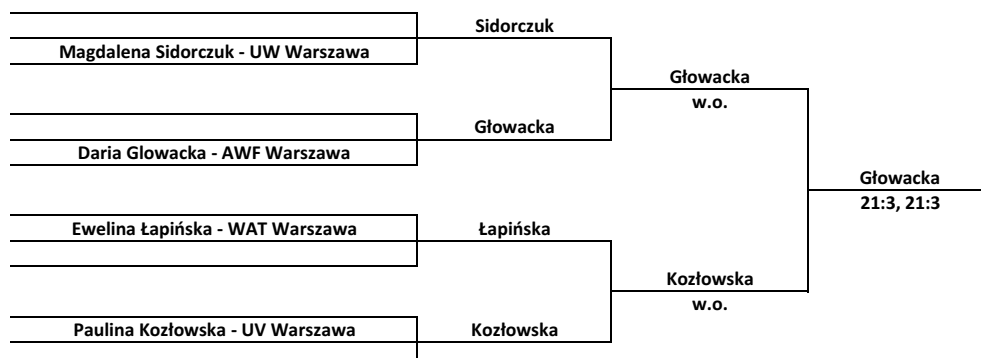 Sidorczuk
Magdalena Sidorczuk - UW Warszawa
Głowacka
w.o.
Głowacka
Daria Glowacka - AWF Warszawa
Głowacka
21:3, 21:3
Ewelina Łapińska - WAT Warszawa
Łapińska
Kozłowska
w.o.
Paulina Kozłowska - UV Warszawa
Kozłowska